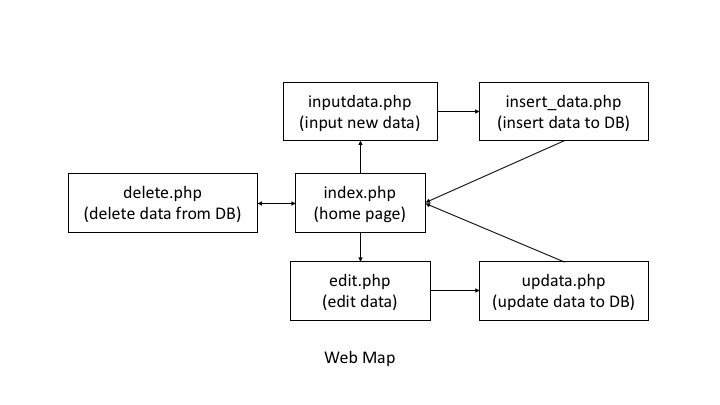 inputdata.php
(input new data)
insert_data.php
(insert data to DB)
delete.php
(delete data from DB)
index.php
(home page)
edit.php
(edit data)
updata.php
(update data to DB)
Web Map